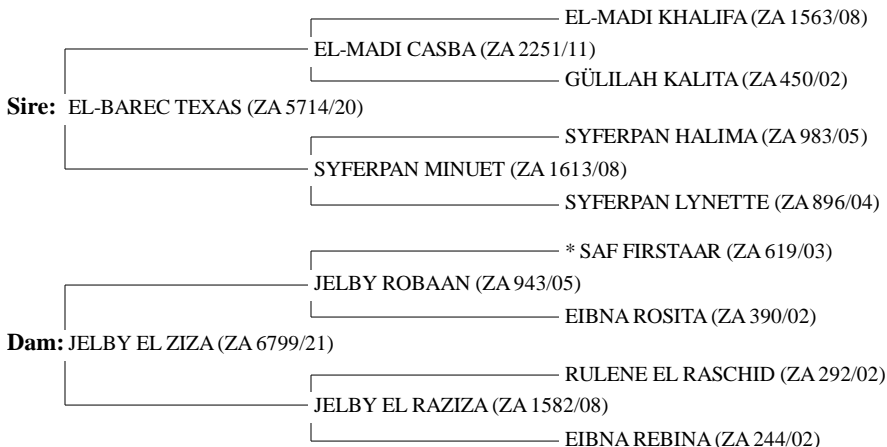 EL-MADI KHALIFA (ZA 1563/08)
EL-MADI CASBA (ZA 2251/11)
GÜLILAH KALITA (ZA 450/02)
Sire: EL-BAREC TEXAS (ZA 5714/20)
SYFERPAN HALIMA (ZA 983/05)
SYFERPAN MINUET (ZA 1613/08)
SYFERPAN LYNETTE (ZA 896/04)
* SAF FIRSTAAR (ZA 619/03)
JELBY ROBAAN (ZA 943/05)
EIBNA ROSITA (ZA 390/02)
Dam: JELBY EL ZIZA (ZA 6799/21)
RULENE EL RASCHID (ZA 292/02)
JELBY EL RAZIZA (ZA 1582/08)
EIBNA REBINA (ZA 244/02)